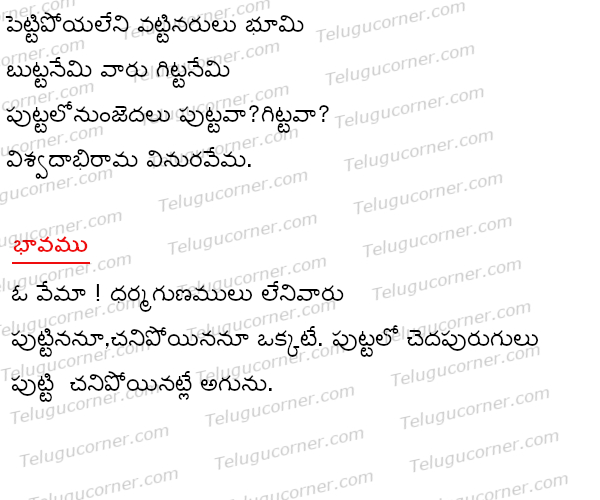 పెట్టిపోయలేని వట్టినరులు భూమి
బుట్టనేమి వారు గిట్టనేమి
పుట్టలోనుంజెదలు పుట్టవా?గిట్టవా?
విశ్వదాభిరామ వినురవేమ.
భావము
ఓ వేమా ! ధర్మగుణములు లేనివారు
పుట్టిననూ,చనిపోయిననూ ఒక్కటే. పుట్టలో చెదపురుగులు
పుట్టి చనిపోయినట్లే అగును.
Telugucorner.com